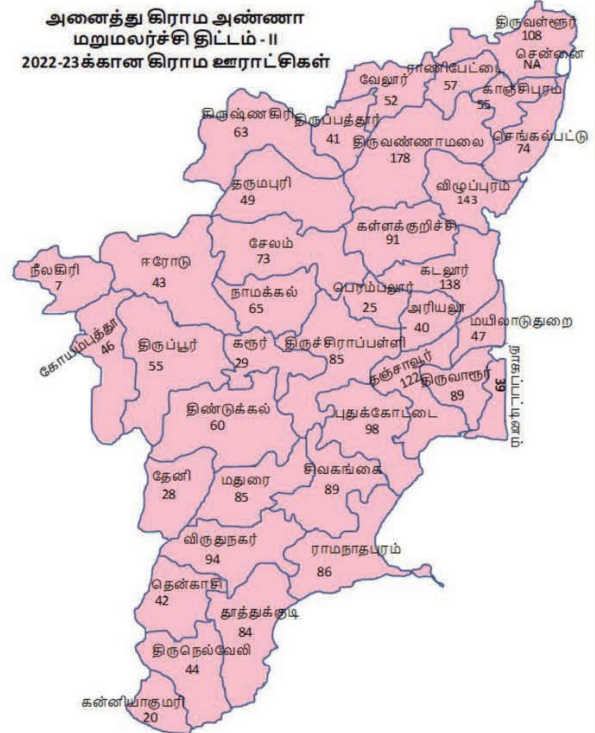 அனைத்து கிராம அண்ணா
மறுமலர்ச்சி திட்டம் - II
2022-23க்கான கிராம ஊராட்சிகள்
திருவள்ளூர்
108
சென்னை
NA
ராணிபேட்டை
57
காஞ்சிபுரம்
55
வேலூர்
52
திருஷ்ணகிரி
63
திருப்பத்தூர்
41
திருவண்ணாமலை
178
செங்கல்பட்டு
74
தருமபுரி
49
விழுப்புரம்
143
கள்ளக்குறிச்சி
91
சேலம்
73
நீலகிரி
7
ஈரோடு
43
கடலூர்
138
நாமக்கல்
65
பெரம்பலூர்
25
அரியலூ
40
மயிலாடுதுறை
47
கோயம்புத்தூ
46
திருப்பூர்
55
கரூர்
29
திருச்சிராப்பள்ளி
85
தஞ்சாவூர்
122
திருவாரூர்
89
நாகப்பட்டினம்
39
திண்டுக்கல்
60
புதுக்கோட்டை
98
தேனி
28
மதுரை
85
சிவகங்கை
89
விருதுநகர்
94
ராமநாதபுரம்
86
தென்காசி
42
தூத்துக்குடி
84
திருநெல்வேலி
44
கன்னியாகுமரி
20